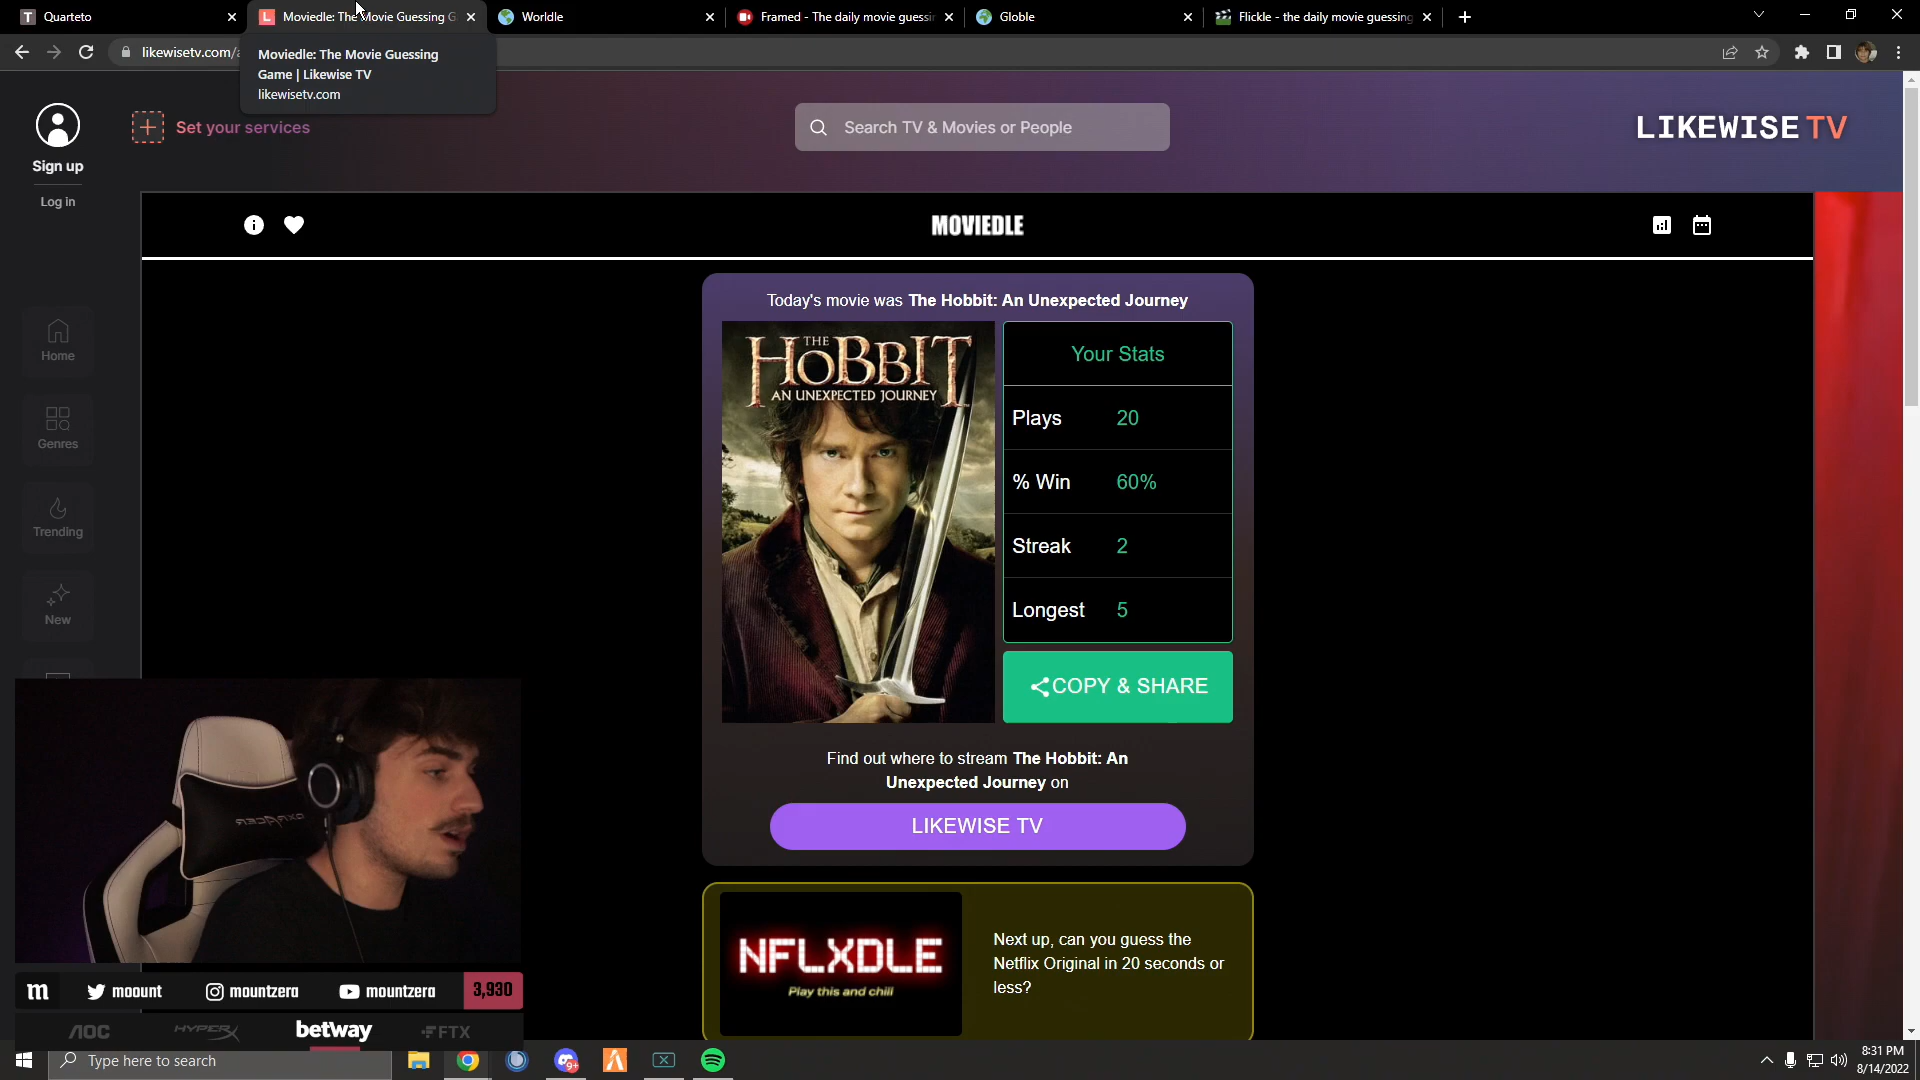 Quarteto
Moviedle: The Movie Guessing G
Worldle
Framed - The daily movie guessin
Globle
Flickle - the daily movie guessing
likewisetv.com/a
Moviedle: The Movie Guessing
Game | Likewise TV
likewisetv.com
Sign up
Log in
Set your services
Search TV & Movies or People
LIKEWISE TV
MOVIEDLE
Home
Genres
Trending
New
Today's movie was The Hobbit: An Unexpected Journey
THE
HOBBIT
AN UNEXPECTED JOURNEY
Your Stats
Plays 20
% Win 60%
Streak 2
Longest 5
COPY & SHARE
Find out where to stream The Hobbit: An
Unexpected Journey on
LIKEWISE TV
NFLXDLE
Play this and chill
Next up, can you guess the
Netflix Original in 20 seconds or
less?
m moount mountzera mountzera 3,930
AOC HYPERX betway FTX
Type here to search
9+
8:31 PM
8/14/2022